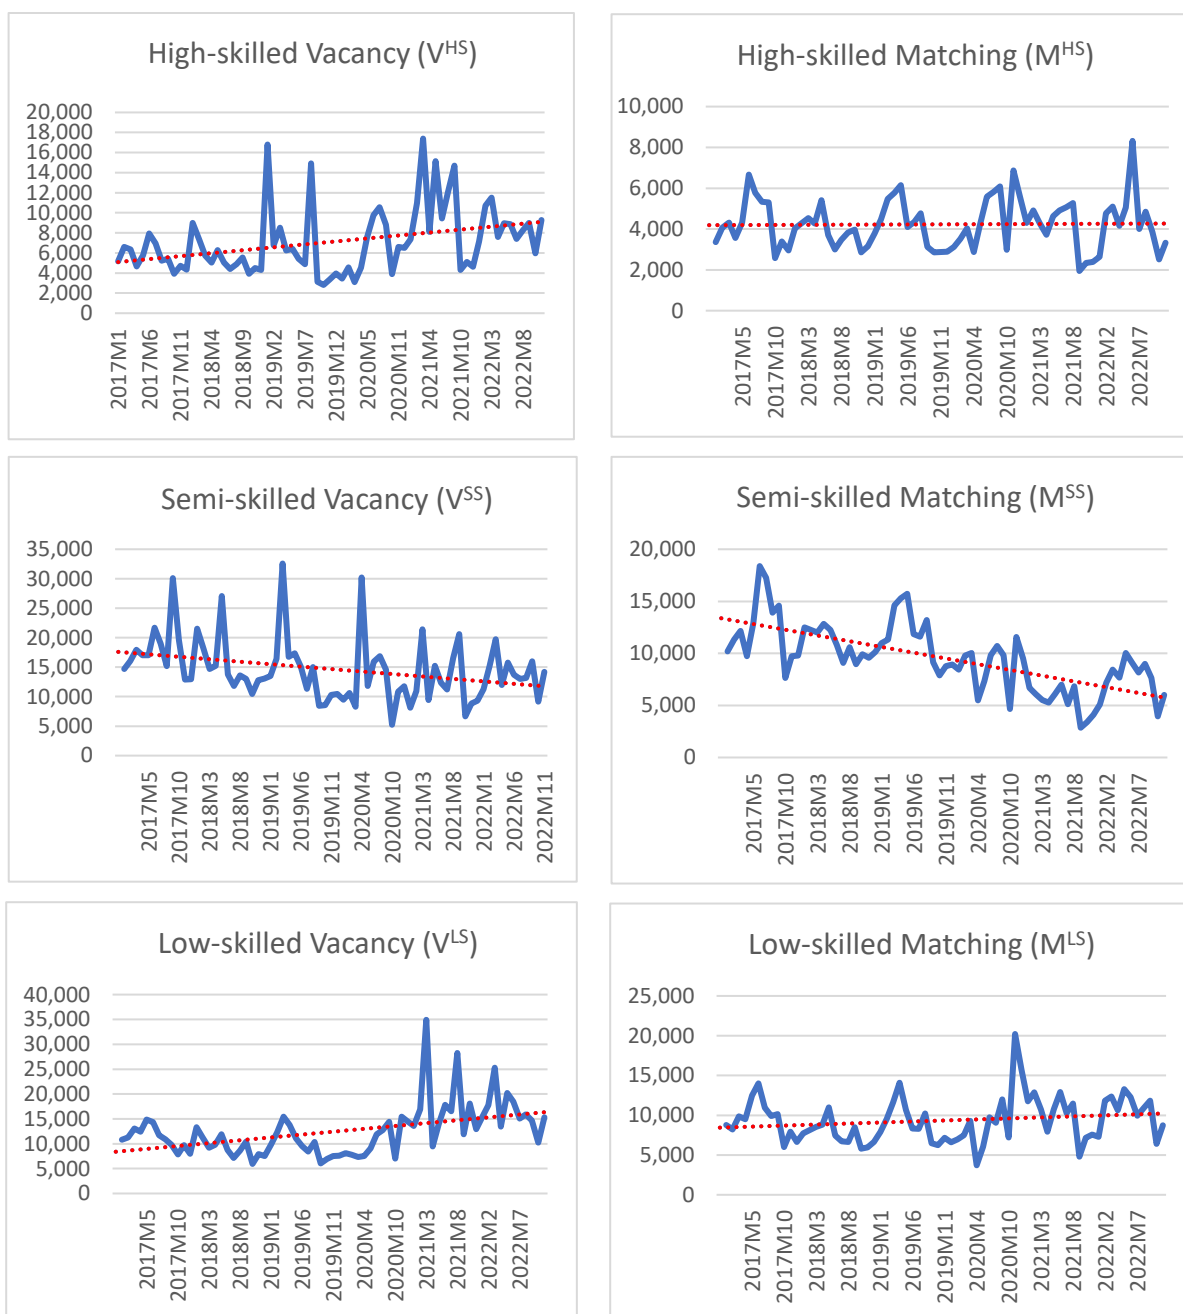 High-skilled Vacancy (V^HS)
20,000
18,000
16,000
14,000
12,000
10,000
8,000
6,000
4,000
2,000
0
2017M1
2017M6
2017M11
2018M4
2018M9
2019M2
2019M7
2019M12
2020M5
2020M11
2021M4
2021M10
2022M3
2022M8
High-skilled Matching (M^HS)
10,000
8,000
6,000
4,000
2,000
0
2017M5
2017M10
2018M3
2018M8
2019M1
2019M6
2019M11
2020M4
2020M10
2021M3
2021M8
2022M2
2022M7
Semi-skilled Vacancy (V^SS)
35,000
30,000
25,000
20,000
15,000
10,000
5,000
0
2017M5
2017M10
2018M3
2018M8
2019M1
2019M6
2019M11
2020M4
2020M10
2021M3
2021M8
2022M1
2022M6
2022M11
Semi-skilled Matching (M^SS)
20,000
15,000
10,000
5,000
0
2017M5
2017M10
2018M3
2018M8
2019M1
2019M6
2019M11
2020M4
2020M10
2021M3
2021M8
2022M2
2022M7
Low-skilled Vacancy (V^LS)
40,000
35,000
30,000
25,000
20,000
15,000
10,000
5,000
0
2017M5
2017M10
2018M3
2018M8
2019M1
2019M6
2019M11
2020M4
2020M10
2021M3
2021M8
2022M2
2022M7
Low-skilled Matching (M^LS)
25,000
20,000
15,000
10,000
5,000
0
2017M5
2017M10
2018M3
2018M8
2019M1
2019M6
2019M11
2020M4
2020M10
2021M3
2021M8
2022M2
2022M7